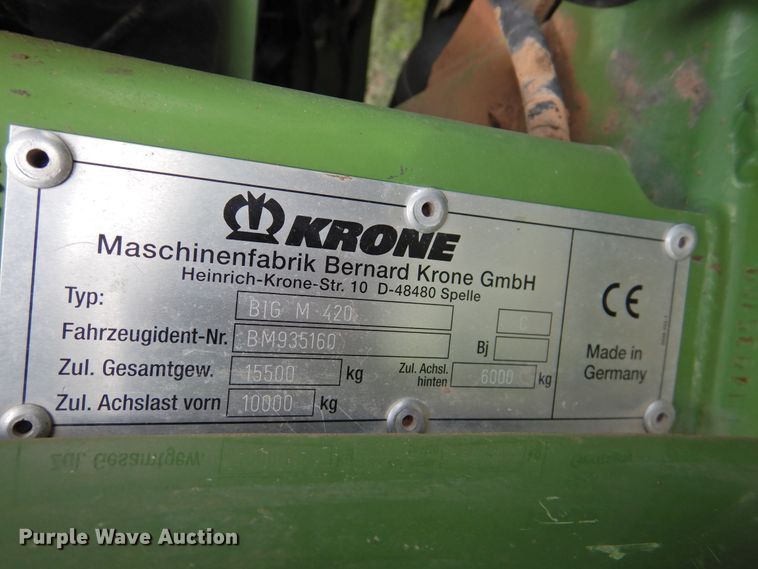 KRONE
Maschinenfabrik Bernard Krone GmbH
Heinrich-Krone-Str. 10 D-48480 Spelle
Typ: BIG M 420 C
Fahrzeugident-Nr. BM935160 Bj
Zul. Gesamtgew. 15500 kg Zul. Achsl. hinten 6000 kg
Zul. Achslast vorn 10000 kg
CE
Made in
Germany
Purple Wave Auction